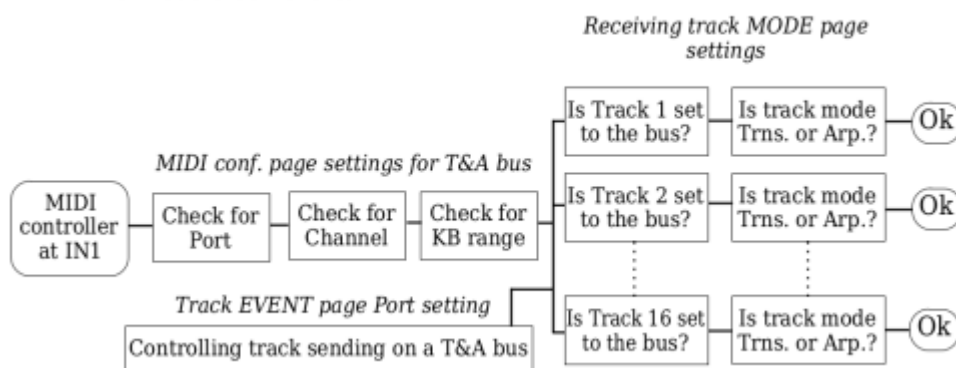 Receiving track MODE page
settings
Is Track 1 set
to the bus?
Is track mode
Trns. or Arp.?
Ok
MIDI conf. page settings for T&A bus
MIDI
controller
at IN1
Check for
Port
Check for
Channel
Check for
KB range
Is Track 2 set
to the bus?
Is track mode
Trns. or Arp.?
Ok
Track EVENT page Port setting
Controlling track sending on a T&A bus
Is Track 16 set
to the bus?
Is track mode
Trns. or Arp.?
Ok